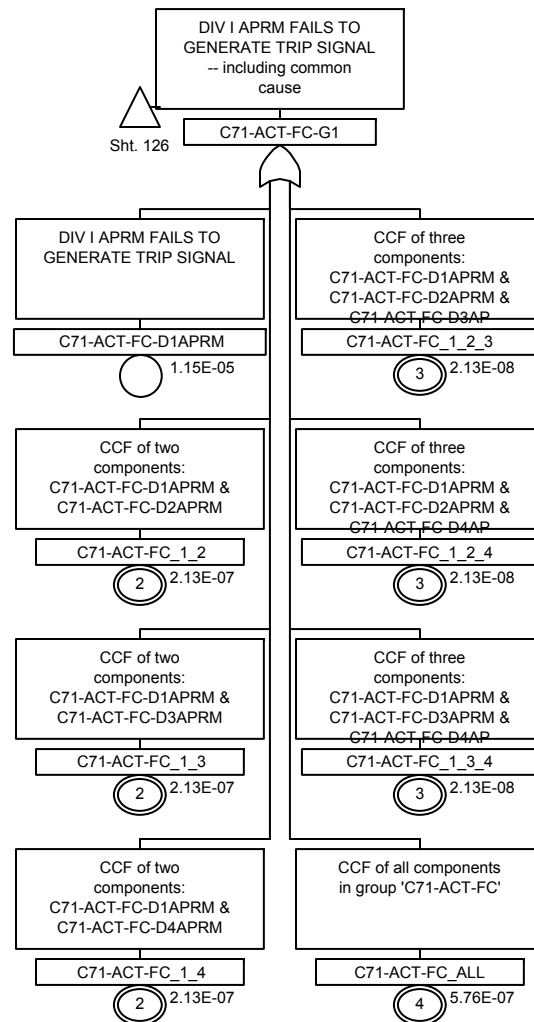 DIV I APRM FAILS TO
GENERATE TRIP SIGNAL
-- including common
cause
C71-ACT-FC-G1
Sht. 126
DIV I APRM FAILS TO
GENERATE TRIP SIGNAL
C71-ACT-FC-D1APRM
1.15E-05
CCF of three
components:
C71-ACT-FC-D1APRM &
C71-ACT-FC-D2APRM &
C71-ACT-FC-D3AP
C71-ACT-FC_1_2_3
3
2.13E-08
CCF of two
components:
C71-ACT-FC-D1APRM &
C71-ACT-FC-D2APRM
C71-ACT-FC_1_2
2
2.13E-07
CCF of three
components:
C71-ACT-FC-D1APRM &
C71-ACT-FC-D2APRM &
C71-ACT-FC-D4AP
C71-ACT-FC_1_2_4
3
2.13E-08
CCF of two
components:
C71-ACT-FC-D1APRM &
C71-ACT-FC-D3APRM
C71-ACT-FC_1_3
2
2.13E-07
CCF of three
components:
C71-ACT-FC-D1APRM &
C71-ACT-FC-D3APRM &
C71-ACT-FC-D4AP
C71-ACT-FC_1_3_4
3
2.13E-08
CCF of two
components:
C71-ACT-FC-D1APRM &
C71-ACT-FC-D4APRM
C71-ACT-FC_1_4
2
2.13E-07
CCF of all components
in group 'C71-ACT-FC'
C71-ACT-FC_ALL
4
5.76E-07